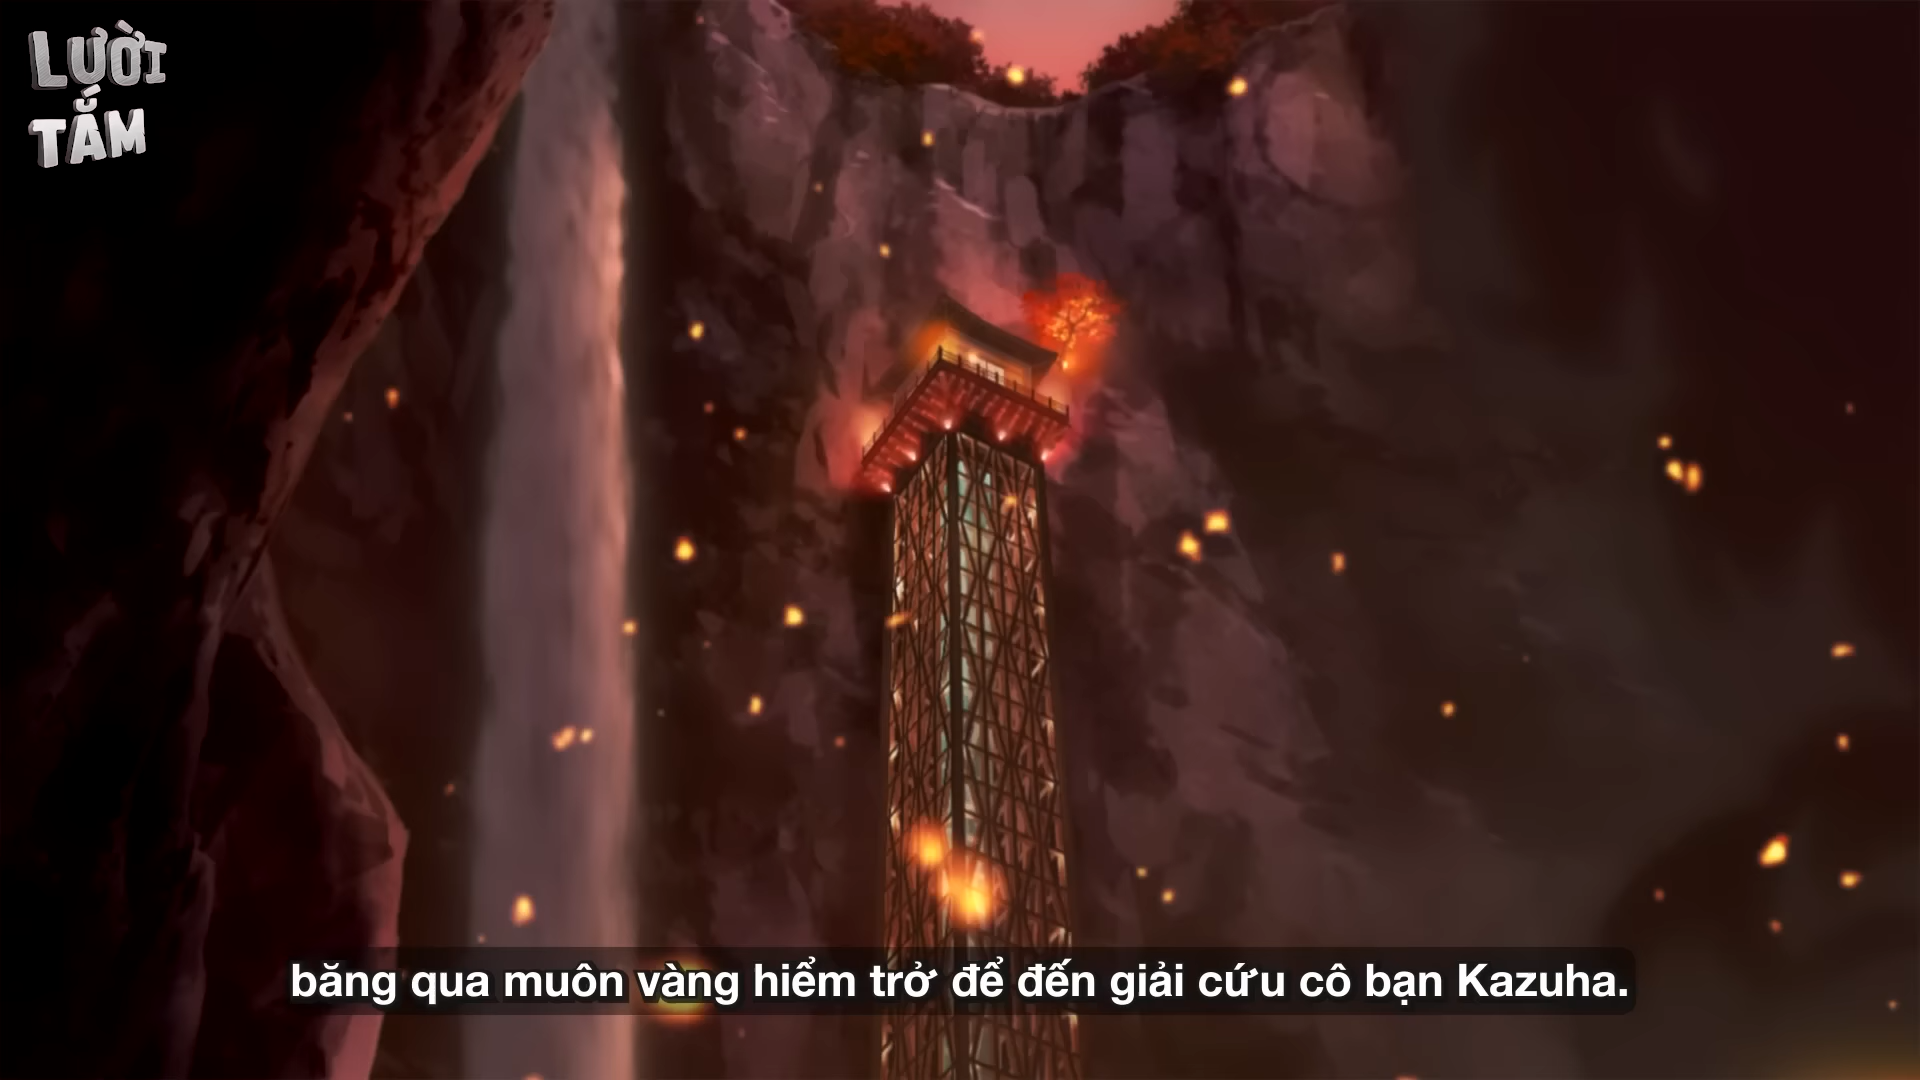 LƯỜI
TẮM
băng qua muôn vàng hiểm trở để đến giải cứu cô bạn Kazuha.